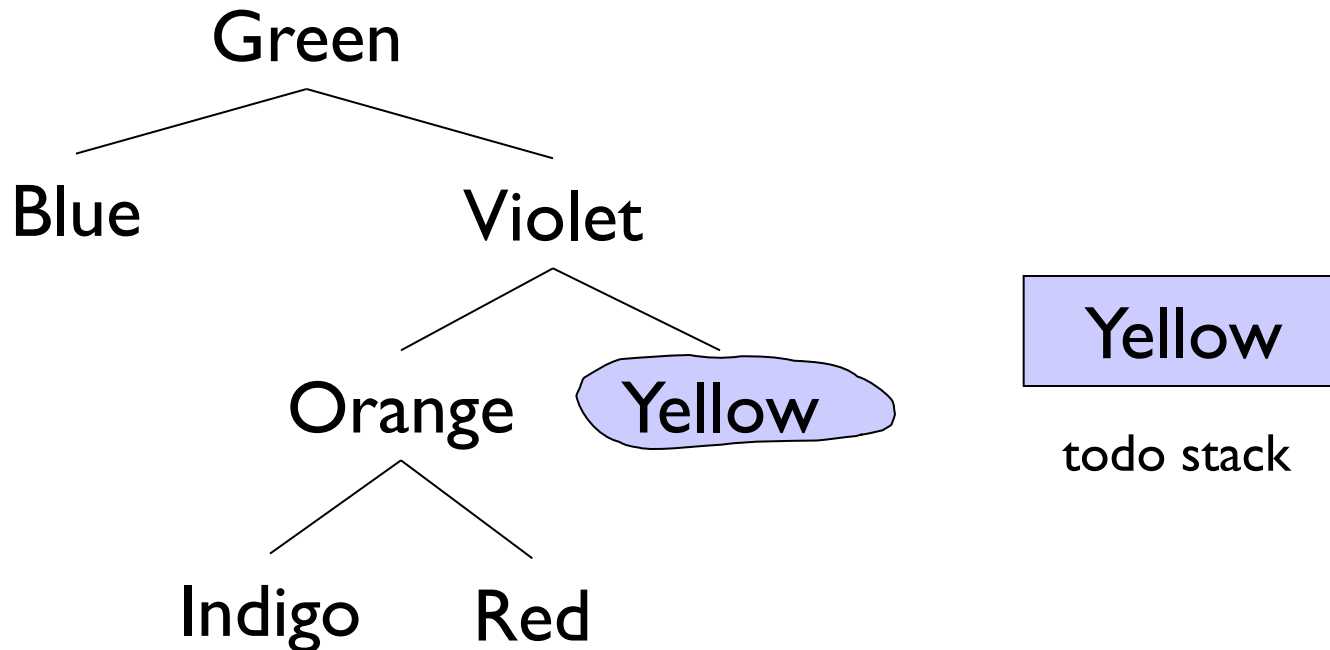 Green
Blue Violet
Yellow
Orange Yellow
todo stack
Indigo Red